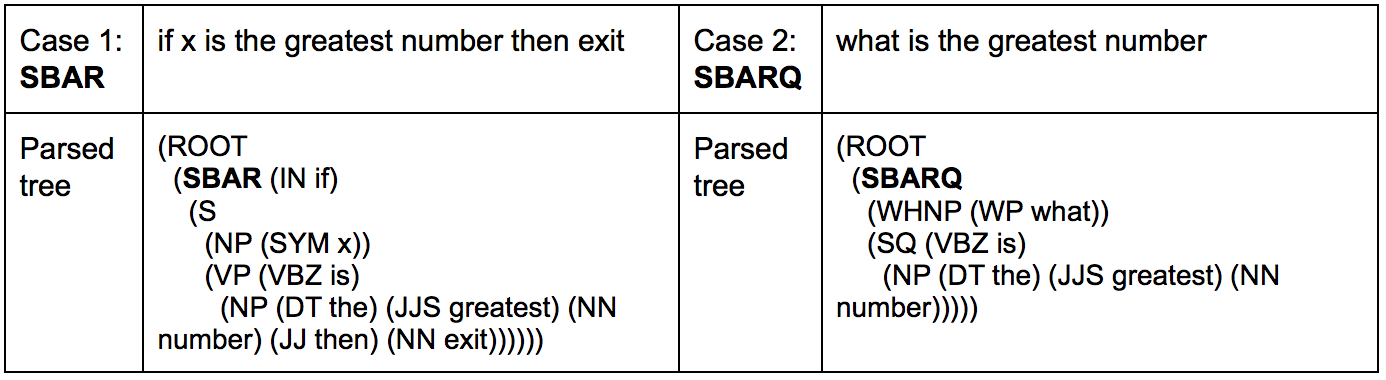 Case 1:
SBAR
if x is the greatest number then exit
Case 2:
SBARQ
what is the greatest number
Parsed
tree
(ROOT
(SBAR (IN if)
(S
(NP (SYM x))
(VP (VBZ is)
(NP (DT the) (JJS greatest) (NN
number) (JJ then) (NN exit))))))
Parsed
tree
(ROOT
(SBARQ
(WHNP (WP what))
(SQ (VBZ is)
(NP (DT the) (JJS greatest) (NN
number)))))